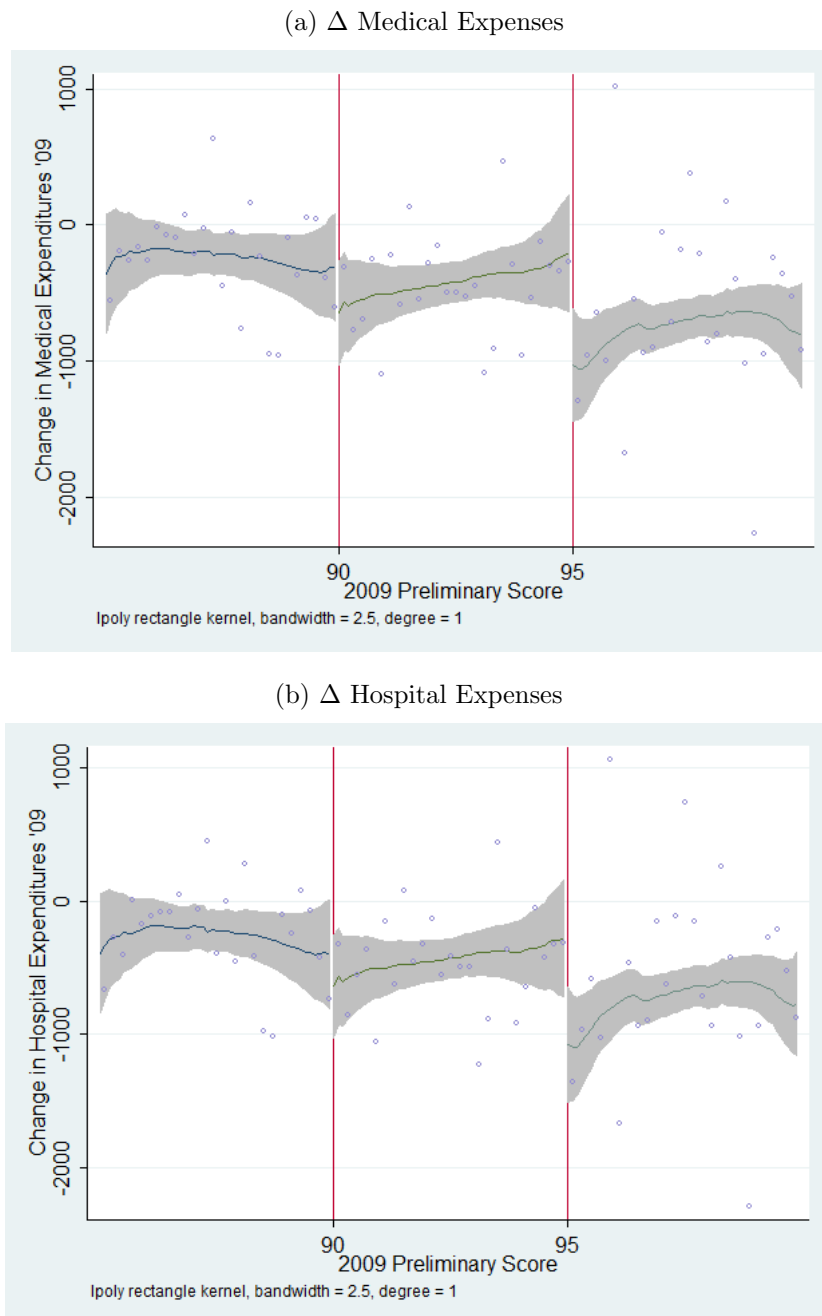 (a) Δ Medical Expenses
Change in Medical Expenditures '09
1000
0
-1000
-2000
90
95
2009 Preliminary Score
lpoly rectangle kernel, bandwidth = 2.5, degree = 1
(b) Δ Hospital Expenses
Change in Hospital Expenditures '09
1000
0
-1000
-2000
90
95
2009 Preliminary Score
lpoly rectangle kernel, bandwidth = 2.5, degree = 1